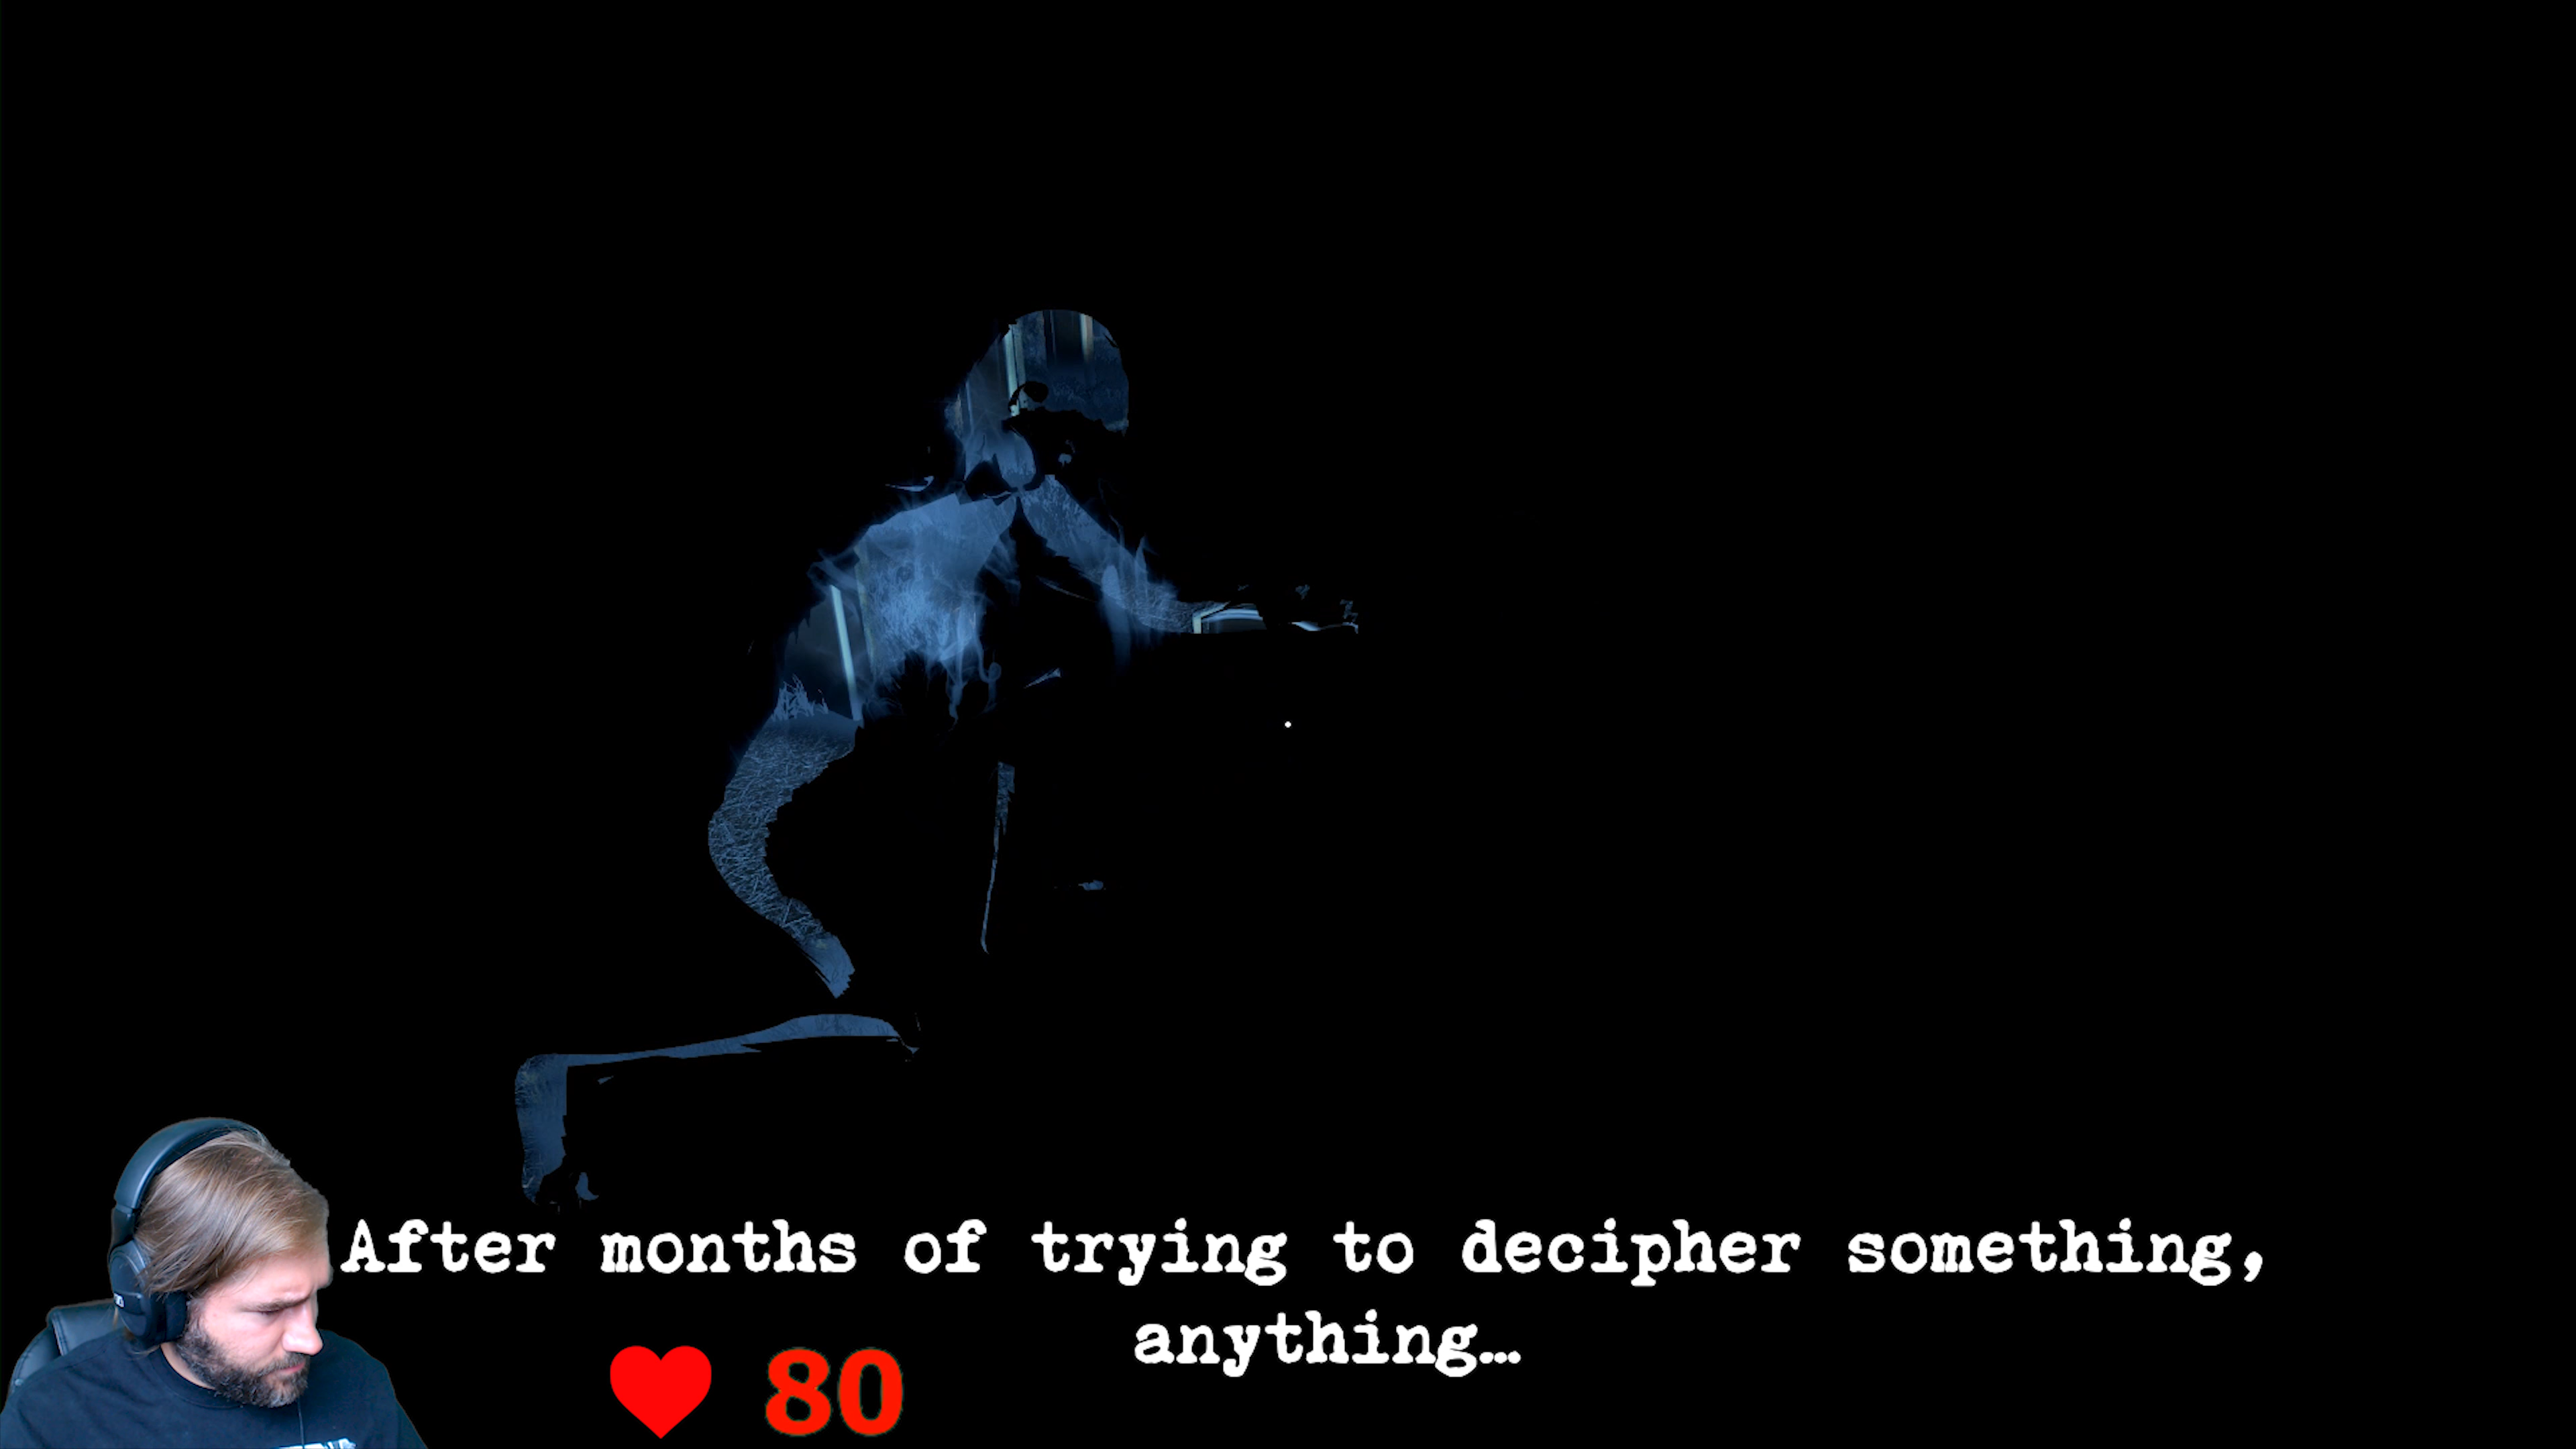 After months of trying to decipher something,
anything…
80